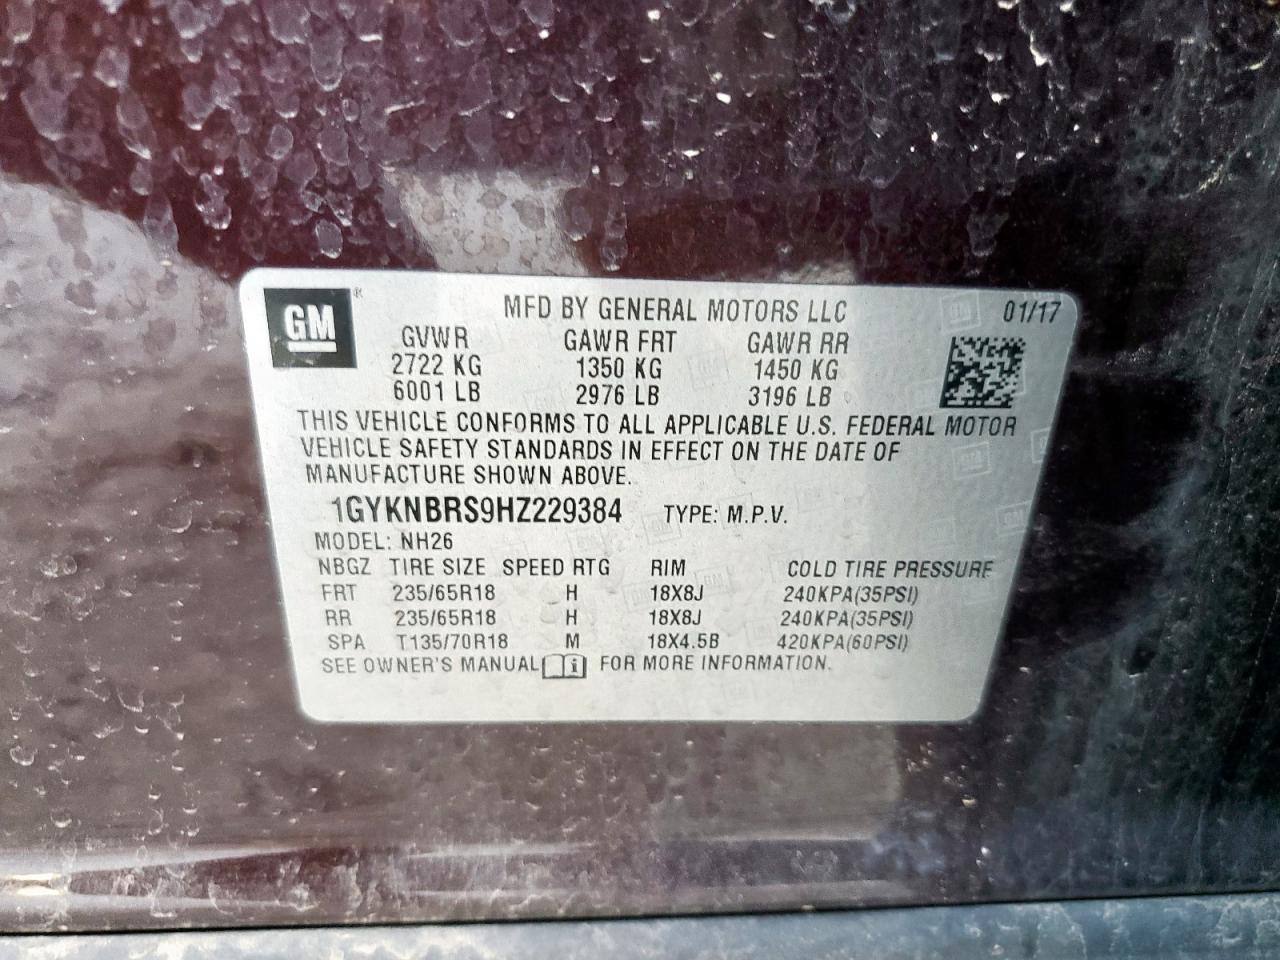 GM ® MFD BY GENERAL MOTORS LLC 01/17
GVWR GAWR FRT GAWR RR
2722 KG 1350 KG 1450 KG
6001 LB 2976 LB 3196 LB
THIS VEHICLE CONFORMS TO ALL APPLICABLE U.S. FEDERAL MOTOR
VEHICLE SAFETY STANDARDS IN EFFECT ON THE DATE OF
MANUFACTURE SHOWN ABOVE.
1GYKNBRS9HZ229384 TYPE: M.P.V.
MODEL: NH26
NBGZ TIRE SIZE SPEED RTG RIM COLD TIRE PRESSURE
FRT 235/65R18 H 18X8J 240KPA(35PSI)
RR 235/65R18 H 18X8J 240KPA(35PSI)
SPA T135/70R18 M 18X4.5B 420KPA(60PSI)
SEE OWNER'S MANUAL i FOR MORE INFORMATION.